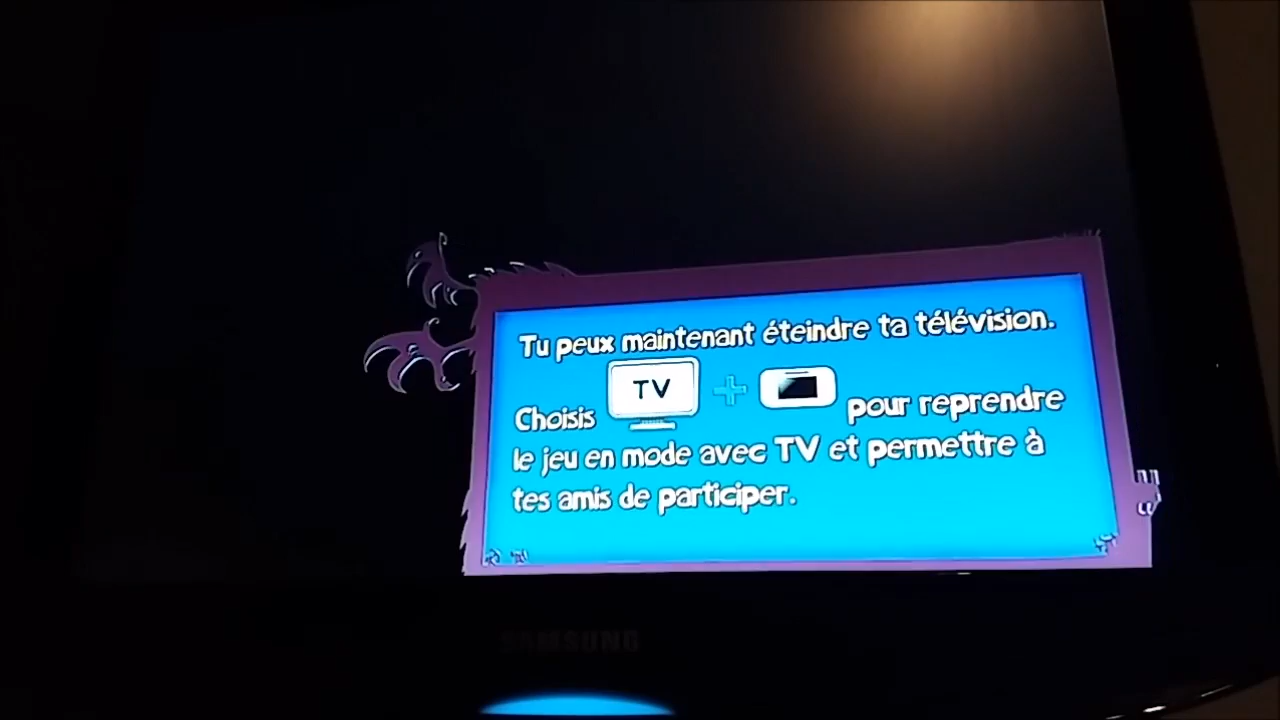 Tu peux maintenant éteindre ta télévision.
Choisis TV + pour reprendre
le jeu en mode avec TV et permettre à
tes amis de participer.
SAMSUNG